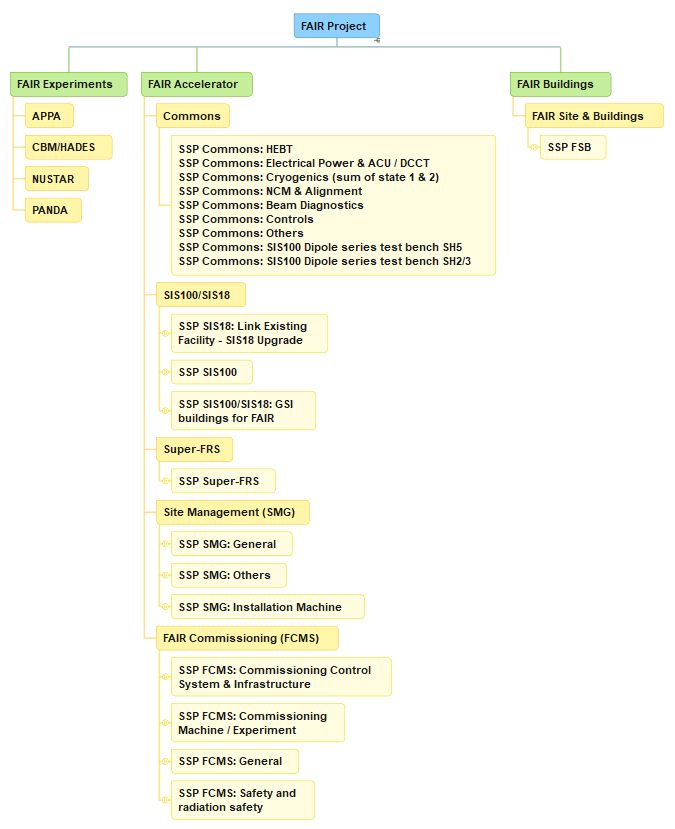 FAIR Project
FAIR Experiments
APPA
CBM/HADES
NUSTAR
PANDA
FAIR Accelerator
Commons
SSP Commons: HEBT
SSP Commons: Electrical Power & ACU / DCCT
SSP Commons: Cryogenics (sum of state 1 & 2)
SSP Commons: NCM & Alignment
SSP Commons: Beam Diagnostics
SSP Commons: Controls
SSP Commons: Others
SSP Commons: SIS100 Dipole series test bench SH5
SSP Commons: SIS100 Dipole series test bench SH2/3
SIS100/SIS18
SSP SIS18: Link Existing
Facility - SIS18 Upgrade
SSP SIS100
SSP SIS100/SIS18: GSI
buildings for FAIR
Super-FRS
SSP Super-FRS
Site Management (SMG)
SSP SMG: General
SSP SMG: Others
SSP SMG: Installation Machine
FAIR Commissioning (FCMS)
SSP FCMS: Commissioning Control
System & Infrastructure
SSP FCMS: Commissioning
Machine / Experiment
SSP FCMS: General
SSP FCMS: Safety and
radiation safety
FAIR Buildings
FAIR Site & Buildings
SSP FSB